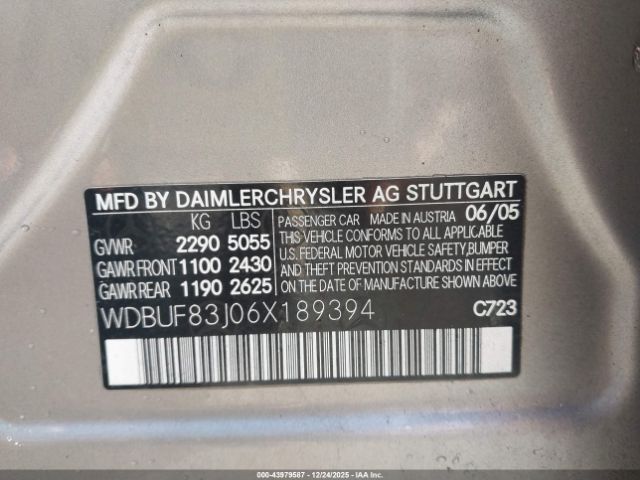 MFD BY DAIMLERCHRYSLER AG STUTTGART
KG LBS PASSENGER CAR MADE IN AUSTRIA 06/05
GVWR 2290 5055 THIS VEHICLE CONFORMS TO ALL APPLICABLE
U.S. FEDERAL MOTOR VEHICLE SAFETY,BUMPER
GAWR FRONT 1100 2430 AND THEFT PREVENTION STANDARDS IN EFFECT
GAWR REAR 1190 2625 ON THE DATE OF MANUFACTURE SHOWN ABOVE
WDBUF83J06X189394 C723
000-43979587 - 12/24/2025 - IAAI.COM